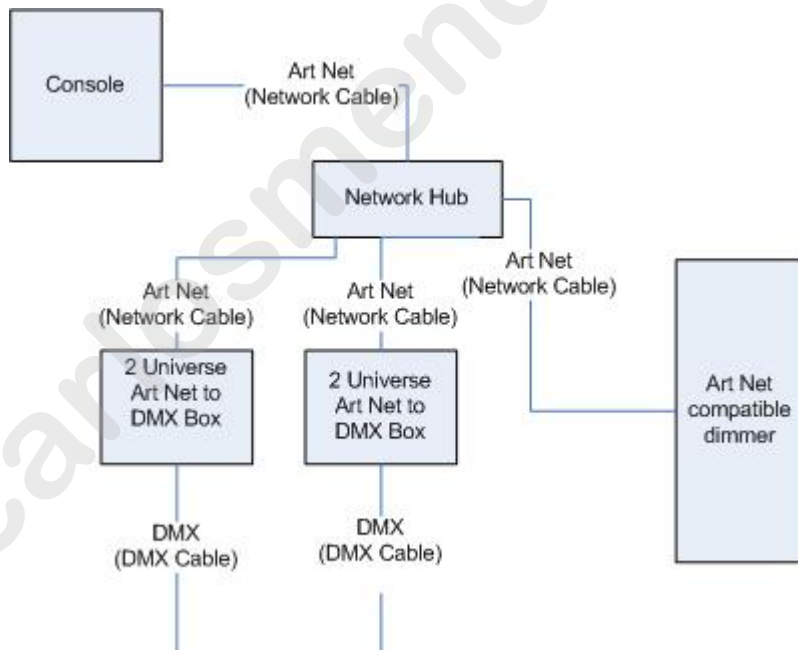 Console
Art Net
(Network Cable)
Network Hub
Art Net
(Network Cable)
Art Net
(Network Cable)
Art Net
(Network Cable)
2 Universe
Art Net to
DMX Box
2 Universe
Art Net to
DMX Box
Art Net
compatible
dimmer
DMX
(DMX Cable)
DMX
(DMX Cable)
carlosmend